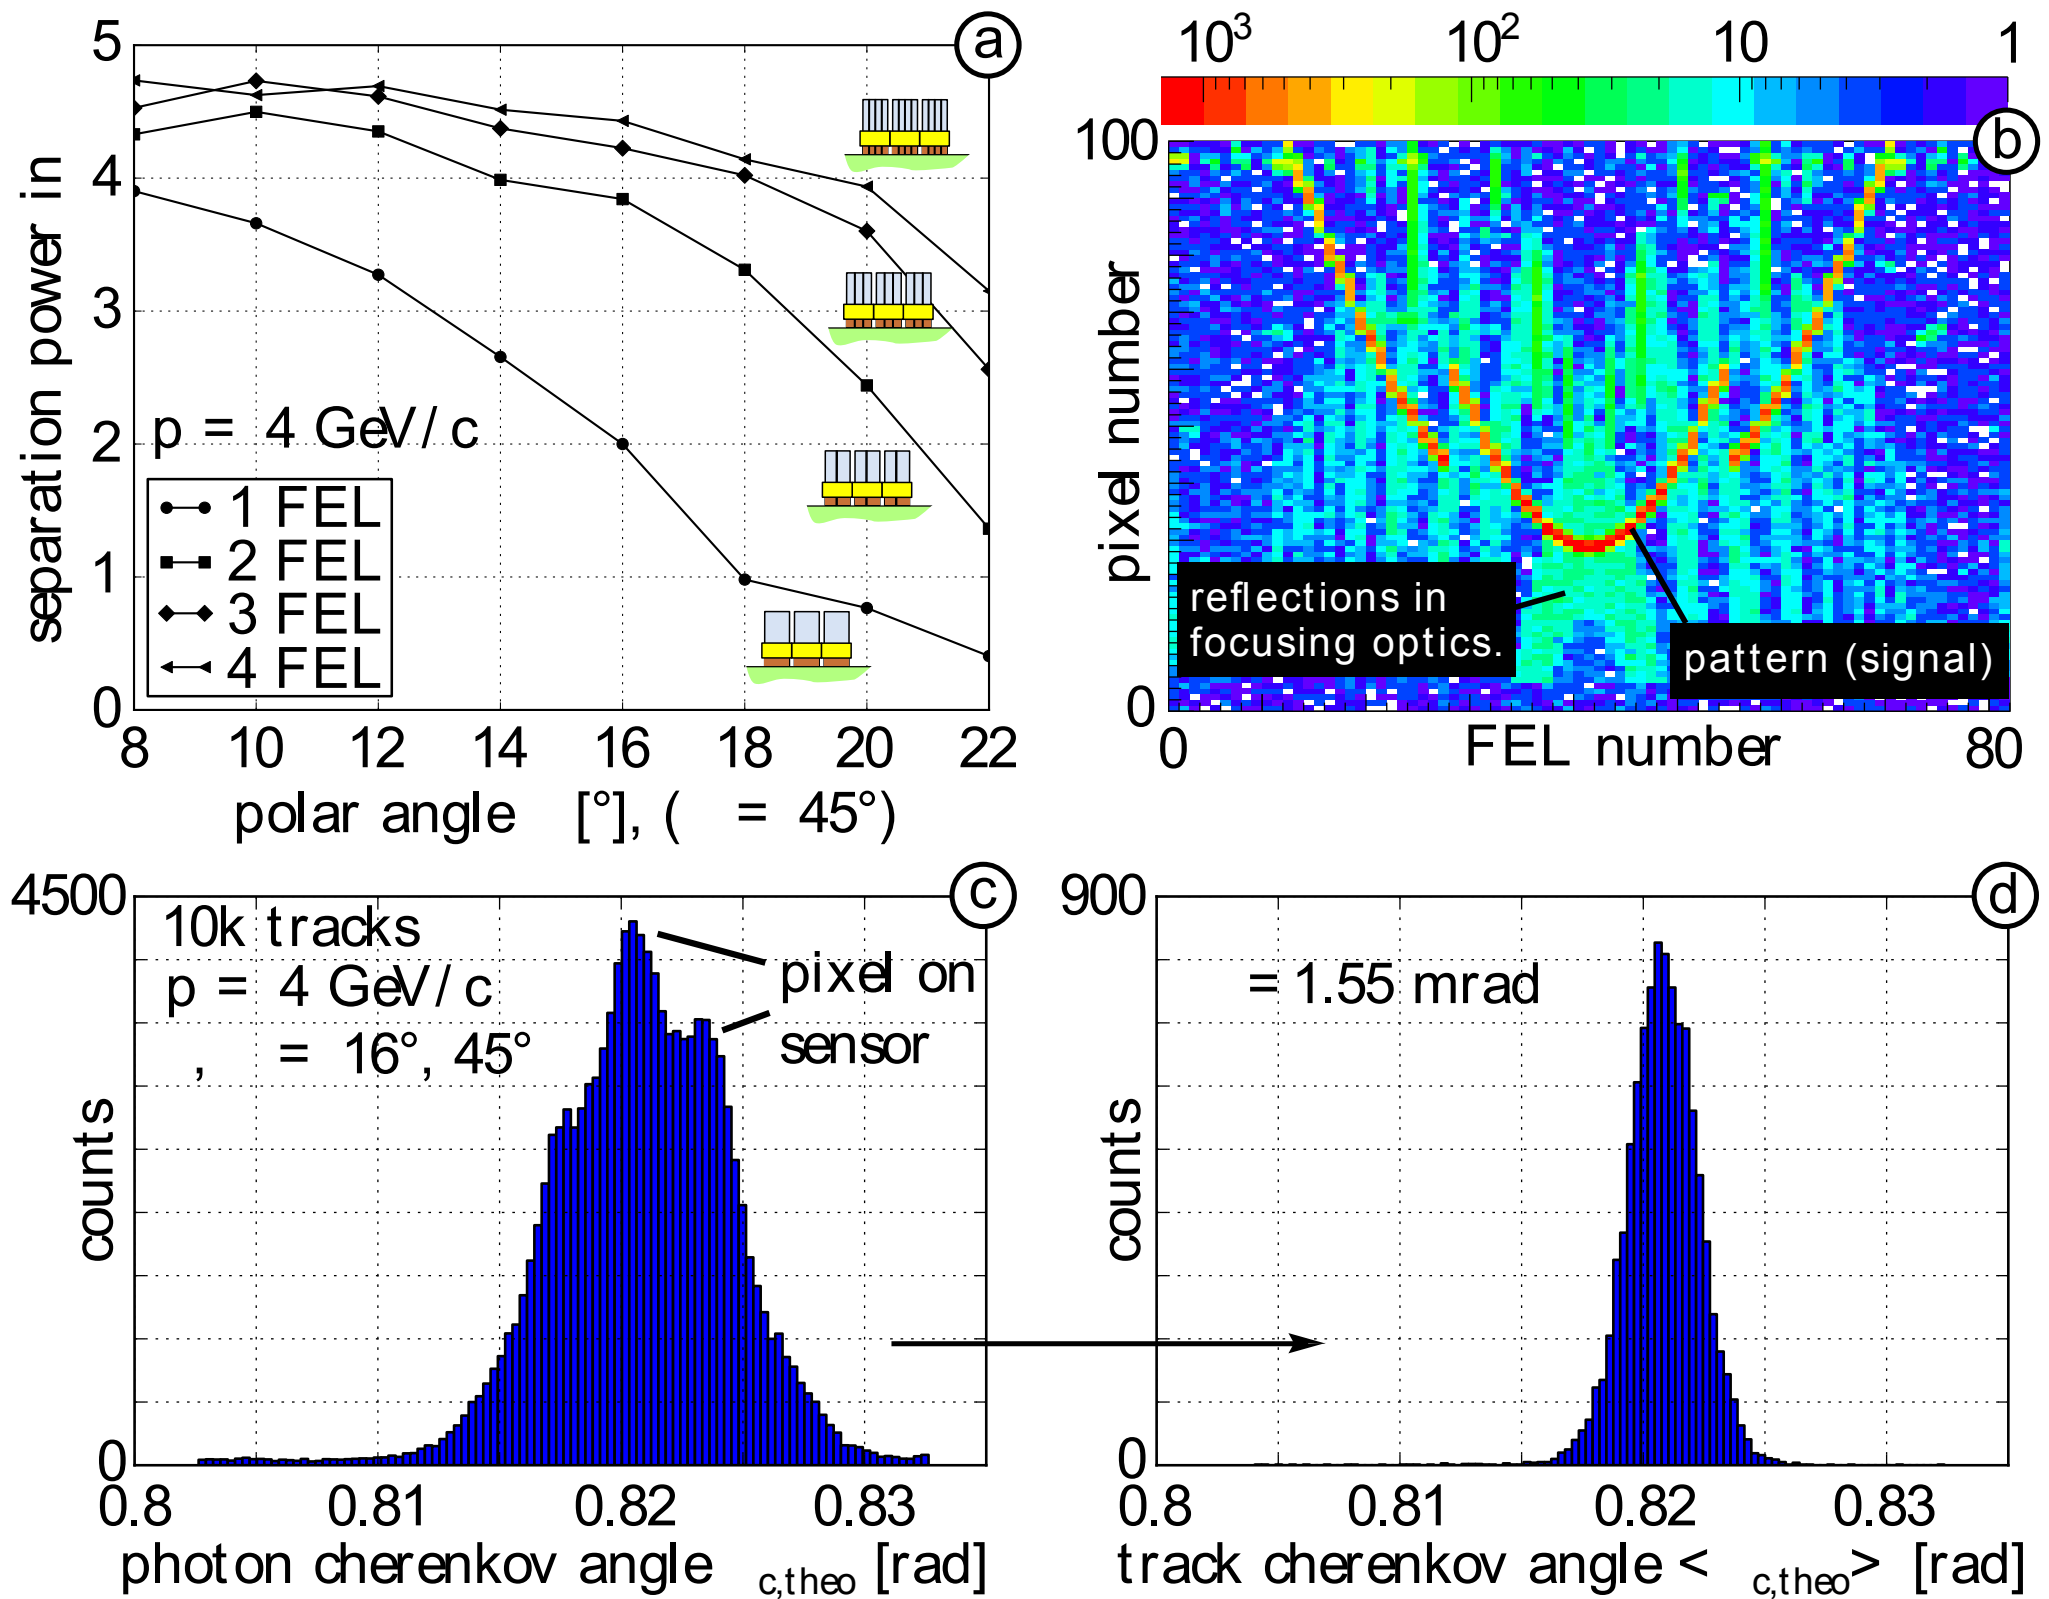 a
5
4
3
2
1
0
separation power in
p = 4 GeV/c
1 FEL
2 FEL
3 FEL
4 FEL
8 10 12 14 16 18 20 22
polar angle [°], ( = 45°)
10³ 10² 10 1
b
100
0
pixel number
reflections in
focusing optics.
pattern (signal)
0 80
FEL number
c
4500
0
counts
10k tracks
p = 4 GeV/c
, = 16°, 45°
pixel on
sensor
0.8 0.81 0.82 0.83
photon cherenkov angle c,theo [rad]
d
900
0
counts
= 1.55 mrad
0.8 0.81 0.82 0.83
track cherenkov angle < c,theo> [rad]